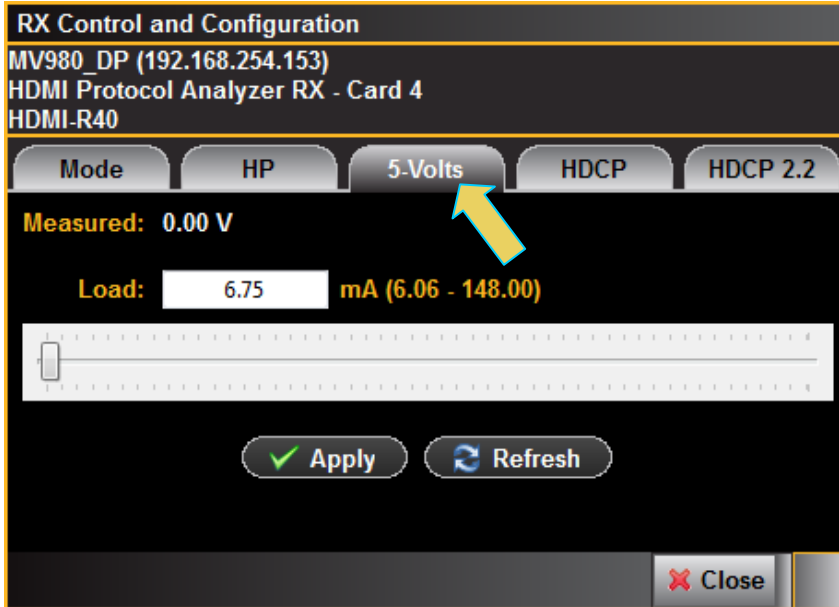 RX Control and Configuration
MV980_DP (192.168.254.153)
HDMI Protocol Analyzer RX - Card 4
HDMI-R40
Mode HP 5-Volts HDCP HDCP 2.2
Measured: 0.00 V
Load: 6.75 mA (6.06 - 148.00)
Apply Refresh
Close